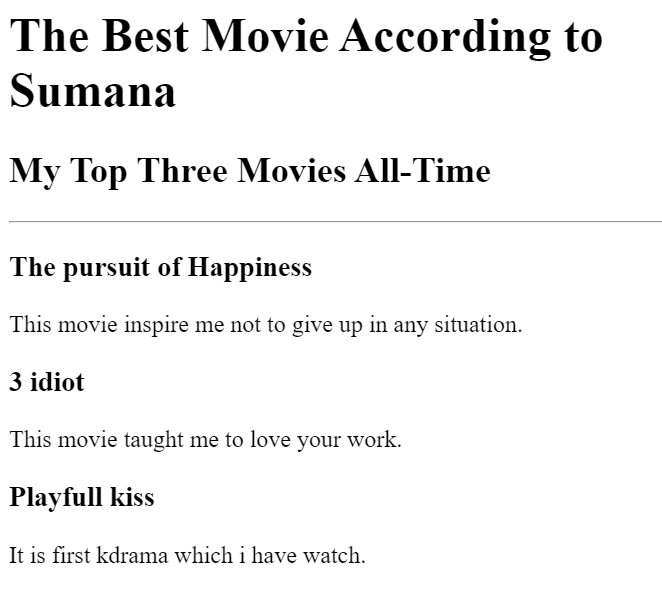 The Best Movie According to
Sumana
My Top Three Movies All-Time
The pursuit of Happiness
This movie inspire me not to give up in any situation.
3 idiot
This movie taught me to love your work.
Playfull kiss
It is first kdrama which i have watch.